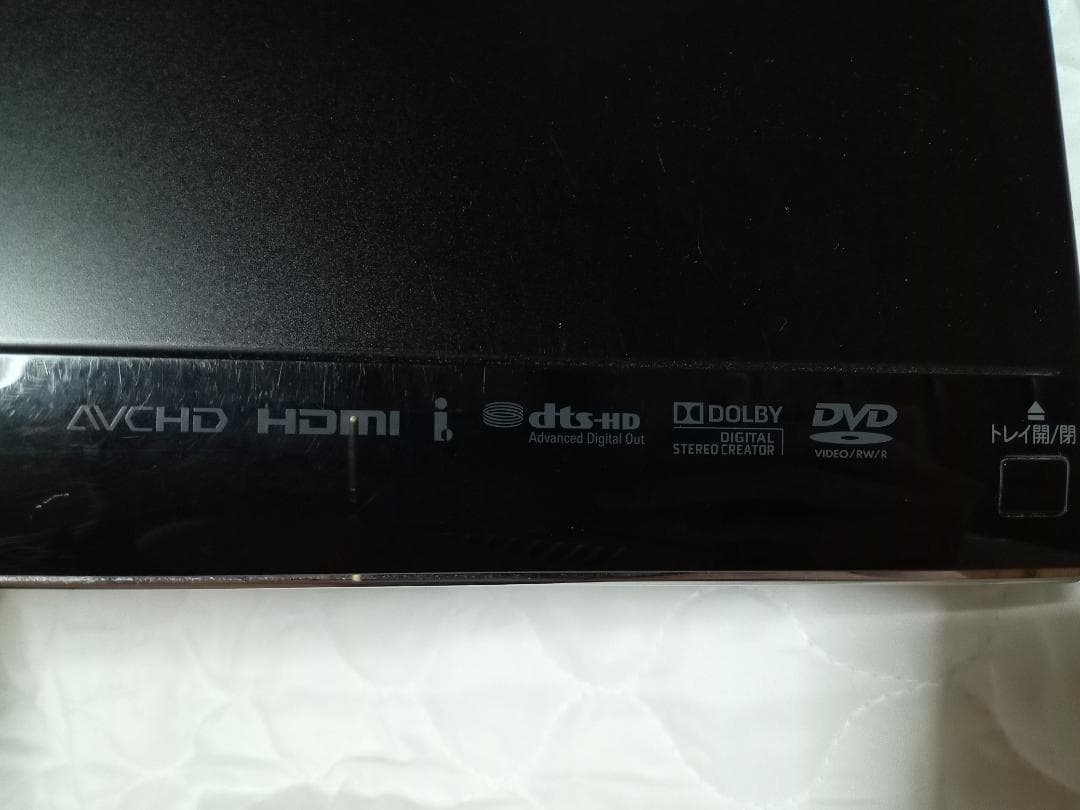 AVCHD
HDMI
i
dts-HD
Advanced Digital Out
DOLBY
DIGITAL
STEREO CREATOR
DVD
VIDEO/RW/R
トレイ開/閉